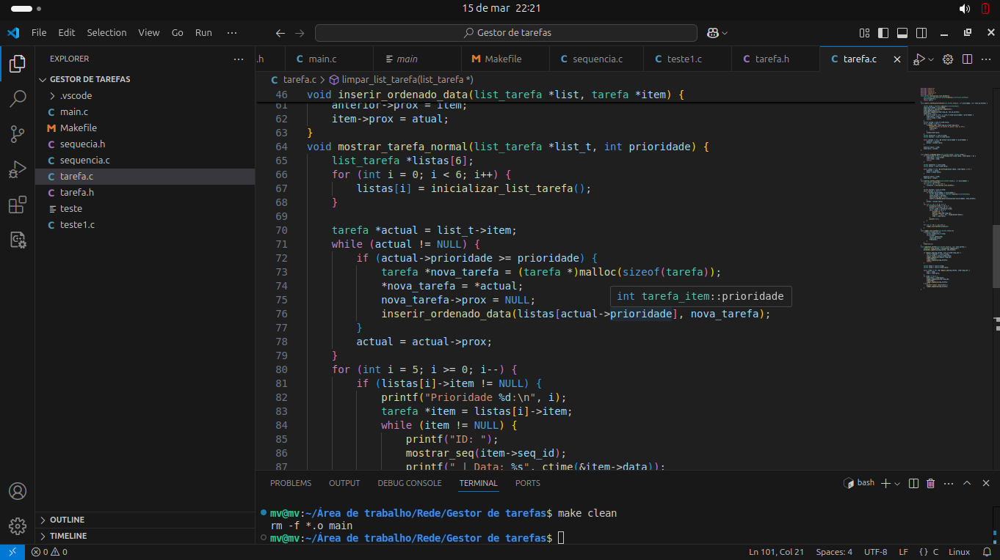 15 de mar 22:21
File Edit Selection View Go Run ···
Gestor de tarefas
EXPLORER ···
.h main.c main Makefile sequencia.c teste1.c tarefa.h tarefa.c
GESTOR DE TAREFAS
.vscode
main.c
Makefile
sequecia.h
sequencia.c
tarefa.c
tarefa.h
teste
teste1.c
OUTLINE
TIMELINE
tarefa.c > limpar_list_tarefa(list_tarefa *)
46 void inserir_ordenado_data(list_tarefa *list, tarefa *item) {
61 anterior->prox = item;
62 item->prox = atual;
63 }
64 void mostrar_tarefa_normal(list_tarefa *list_t, int prioridade) {
65 list_tarefa *listas[6];
66 for (int i = 0; i < 6; i++) {
67 listas[i] = inicializar_list_tarefa();
68 }
69
70 tarefa *actual = list_t->item;
71 while (actual != NULL) {
72 if (actual->prioridade >= prioridade) {
73 tarefa *nova_tarefa = (tarefa *)malloc(sizeof(tarefa));
74 *nova_tarefa = *actual;
75 nova_tarefa->prox = NULL;
int tarefa_item::prioridade
76 inserir_ordenado_data(listas[actual->prioridade], nova_tarefa);
77 }
78 actual = actual->prox;
79 }
80 for (int i = 5; i >= 0; i--) {
81 if (listas[i]->item != NULL) {
82 printf("Prioridade %d:\n", i);
83 tarefa *item = listas[i]->item;
84 while (item != NULL) {
85 printf("ID: ");
86 mostrar_seq(item->seq_id);
87 printf(" | Data: %s", ctime(&item->data));
PROBLEMS OUTPUT DEBUG CONSOLE TERMINAL PORTS
bash
mv@mv:~/Área de trabalho/Rede/Gestor de tarefas$ make clean
rm -f *.o main
mv@mv:~/Área de trabalho/Rede/Gestor de tarefas$
0 0
Ln 101, Col 21 Spaces: 4 UTF-8 LF {} C Linux